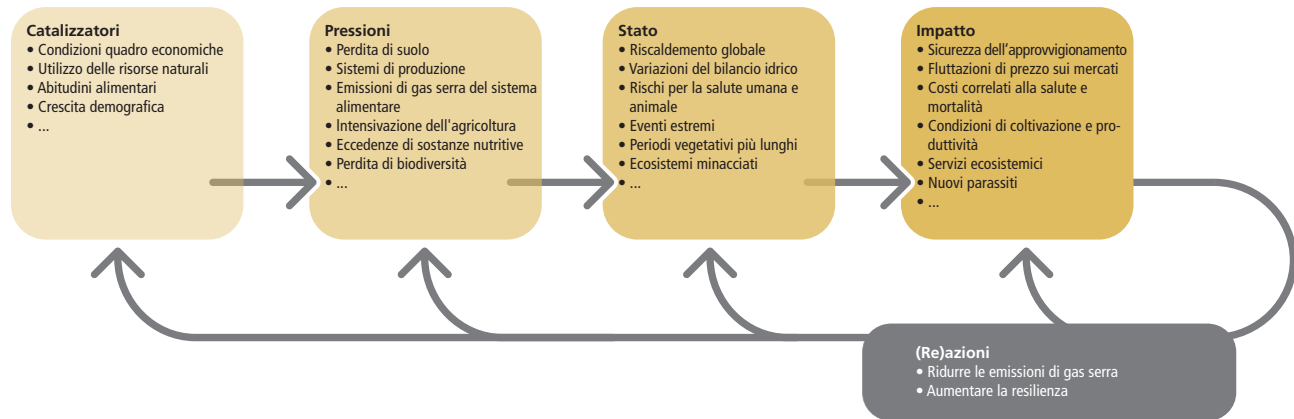 Catalizzatori
• Condizioni quadro economiche
• Utilizzo delle risorse naturali
• Abitudini alimentari
• Crescita demografica
• ...
Pressioni
• Perdita di suolo
• Sistemi di produzione
• Emissioni di gas serra del sistema
alimentare
• Intensivazione dell'agricoltura
• Eccedenze di sostanze nutritive
• Perdita di biodiversità
• ...
Stato
• Riscaldemento globale
• Variazioni del bilancio idrico
• Rischi per la salute umana e
animale
• Eventi estremi
• Periodi vegetativi più lunghi
• Ecosistemi minacciati
• ...
Impatto
• Sicurezza dell'approvvigionamento
• Fluttazioni di prezzo sui mercati
• Costi correlati alla salute e
mortalità
• Condizioni di coltivazione e pro-
duttività
• Servizi ecosistemici
• Nuovi parassiti
• ...
(Re)azioni
• Ridurre le emissioni di gas serra
• Aumentare la resilienza